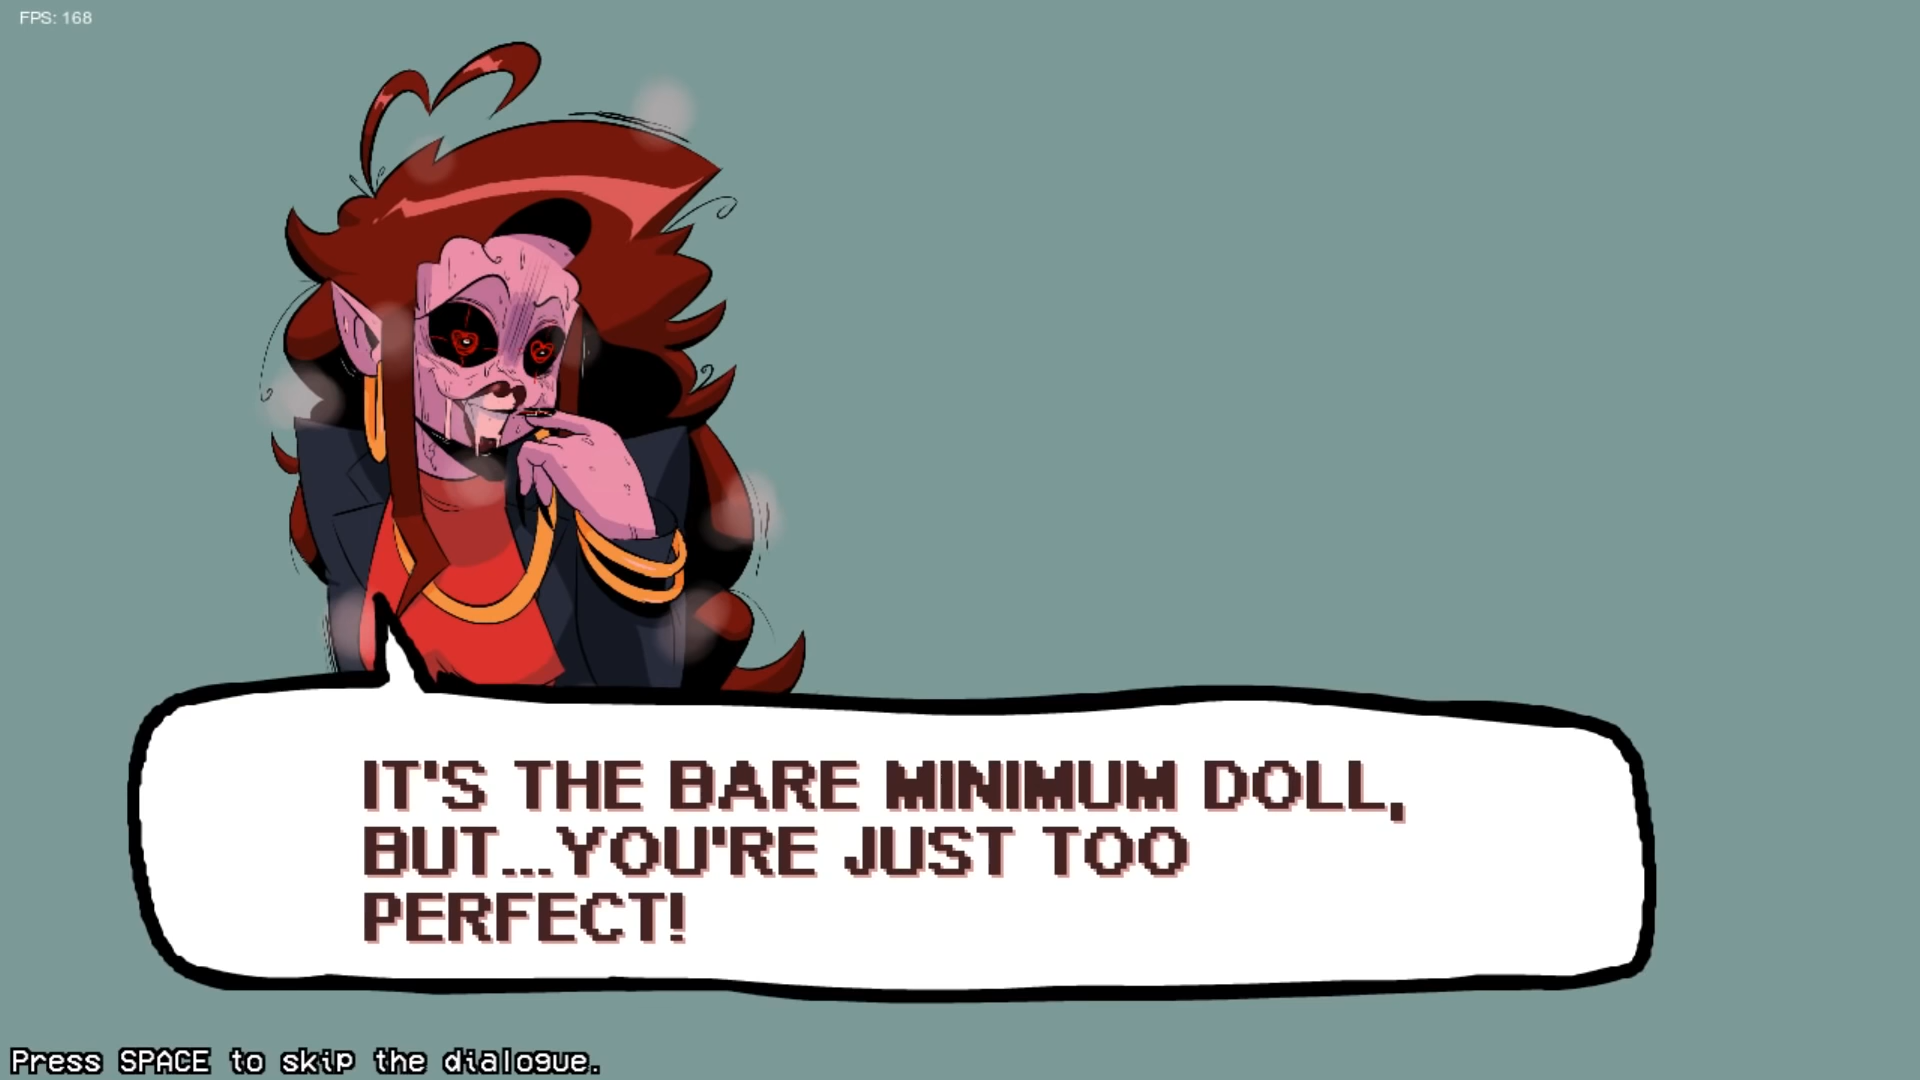 FPS: 168
IT'S THE BARE MINIMUM DOLL,
BUT...YOU'RE JUST TOO
PERFECT!
Press SPACE to skip the dialogue.